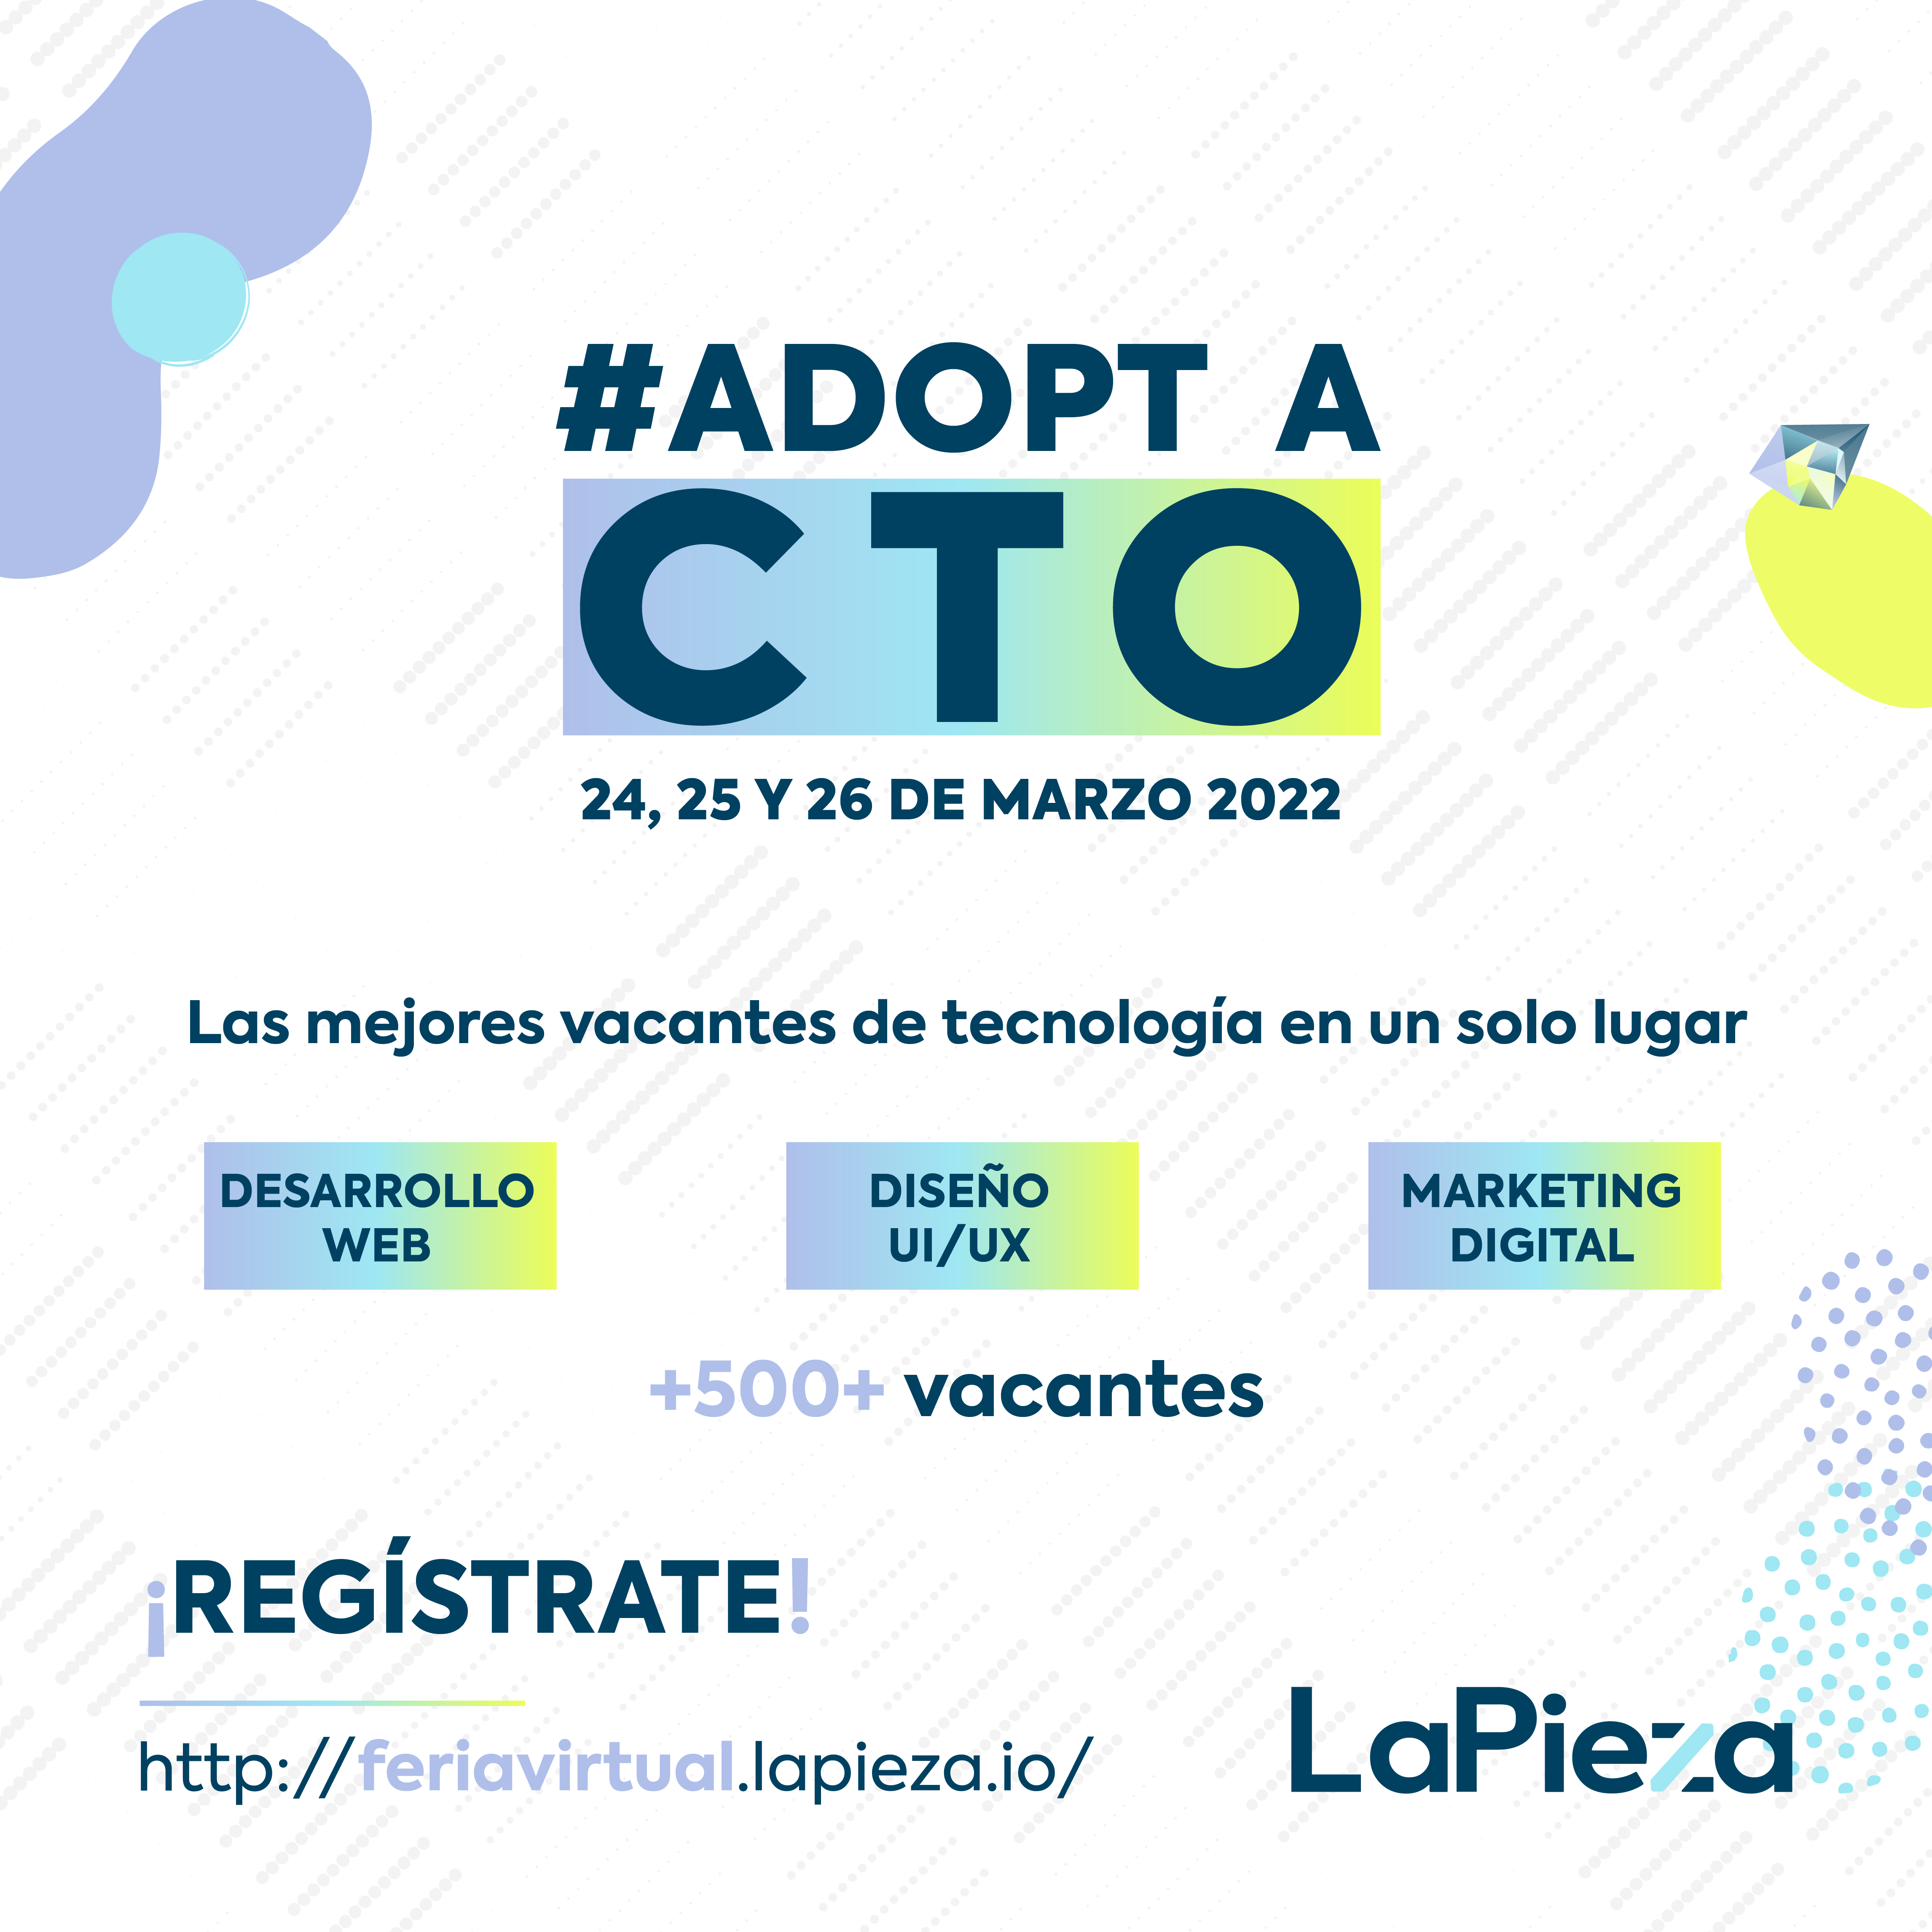 #ADOPT A
CTO
24, 25 Y 26 DE MARZO 2022
Las mejores vacantes de tecnología en un solo lugar
DESARROLLO
WEB
DISEÑO
UI/UX
MARKETING
DIGITAL
+500+ vacantes
¡REGÍSTRATE!
http://feriavirtual.lapieza.io/
LaPieza